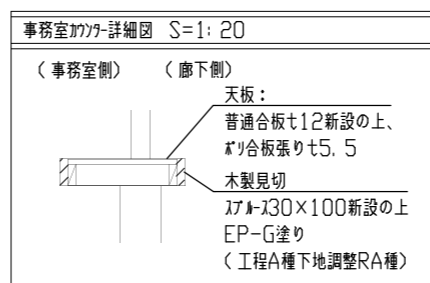 事務室ｶｳﾝﾀｰ詳細図 S=1:20
（事務室側） （廊下側）
天板：
普通合板t12新設の上、
ﾎﾟﾘ合板張りt5.5
木製見切
ｽﾌﾟﾙｰｽ30×100新設の上
EP-G塗り
（工程A種下地調整RA種）